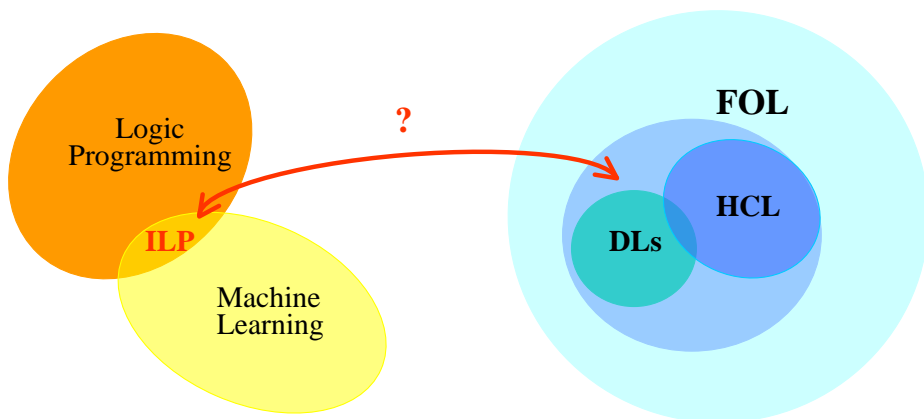 Logic
Programming
ILP
Machine
Learning
?
FOL
HCL
DLs